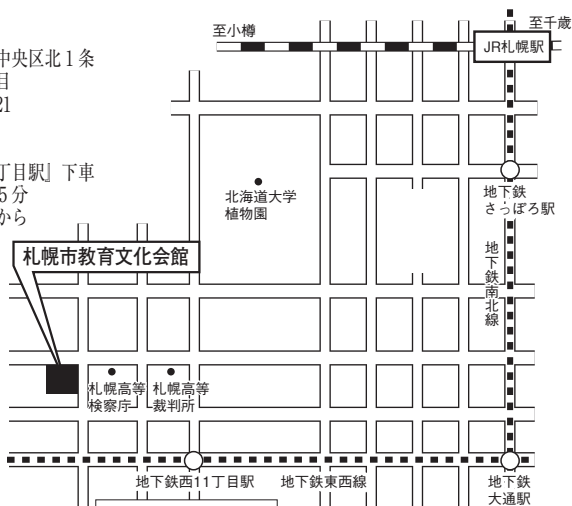 中央区北1条
目
21
丁目駅』下車
5分
から
至小樽
至千歳
JR札幌駅
北海道大学
植物園
地下鉄
さっぽろ駅
地下鉄南北線
札幌市教育文化会館
札幌高等
検察庁
札幌高等
裁判所
地下鉄西11丁目駅
地下鉄東西線
地下鉄
大通駅